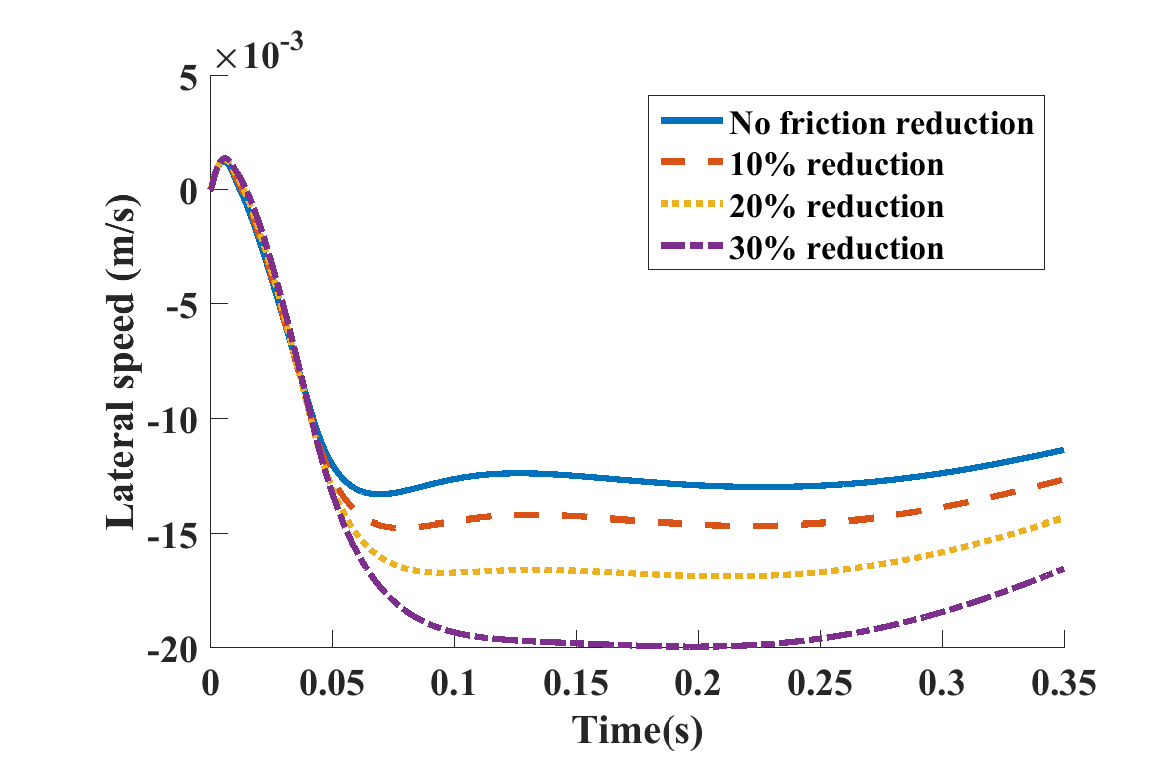 ×10-3
5
0
-5
-10
-15
-20
Lateral speed (m/s)
No friction reduction
10% reduction
20% reduction
30% reduction
0 0.05 0.1 0.15 0.2 0.25 0.3 0.35
Time(s)